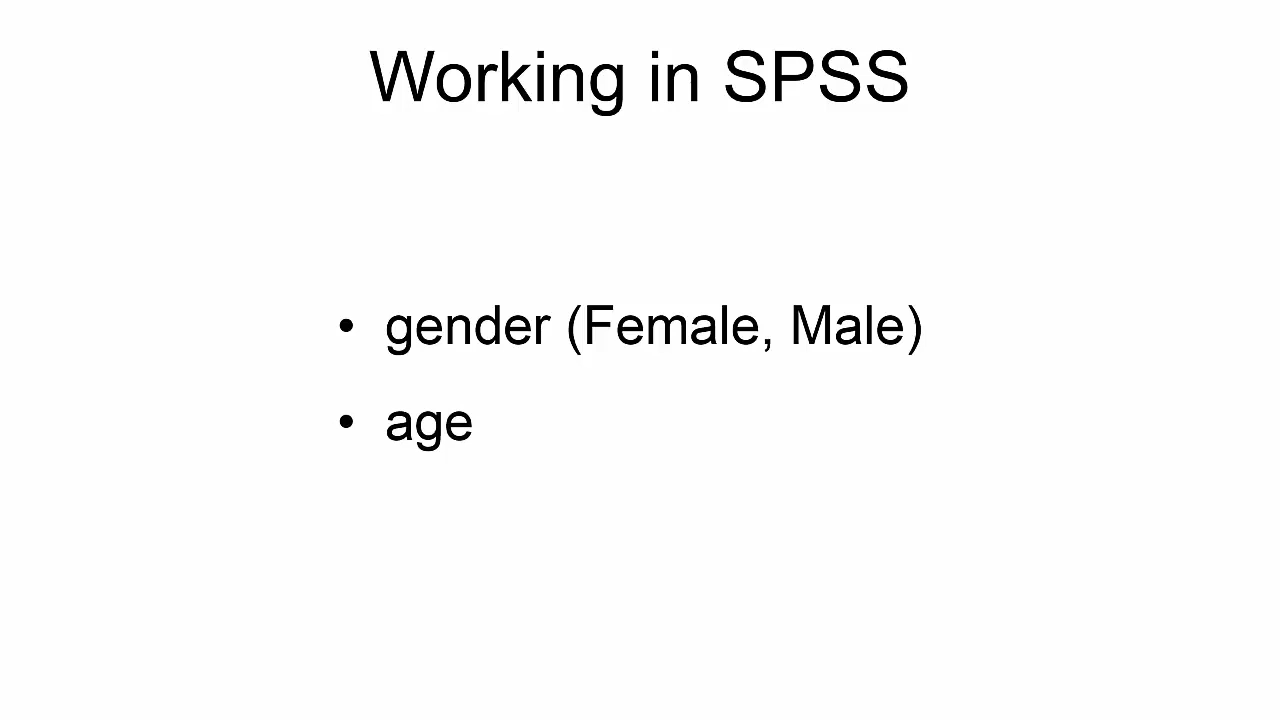 Working in SPSS
• gender (Female, Male)
• age